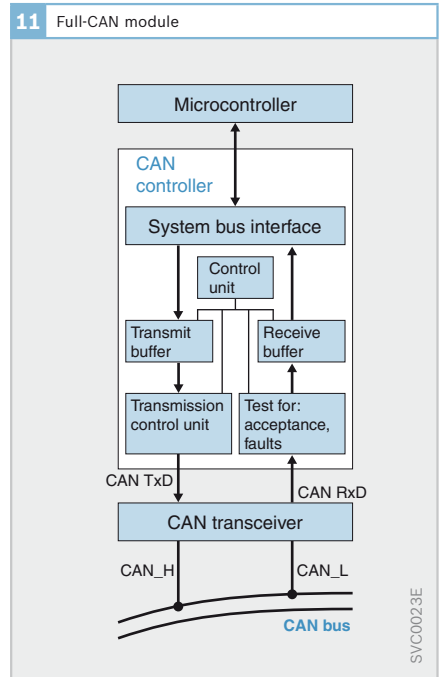 11 Full-CAN module
Microcontroller
CAN
controller
System bus interface
Control
unit
Transmit
buffer
Receive
buffer
Transmission
control unit
Test for:
acceptance,
faults
CAN TxD
CAN RxD
CAN transceiver
CAN_H
CAN_L
CAN bus
SVC0023E